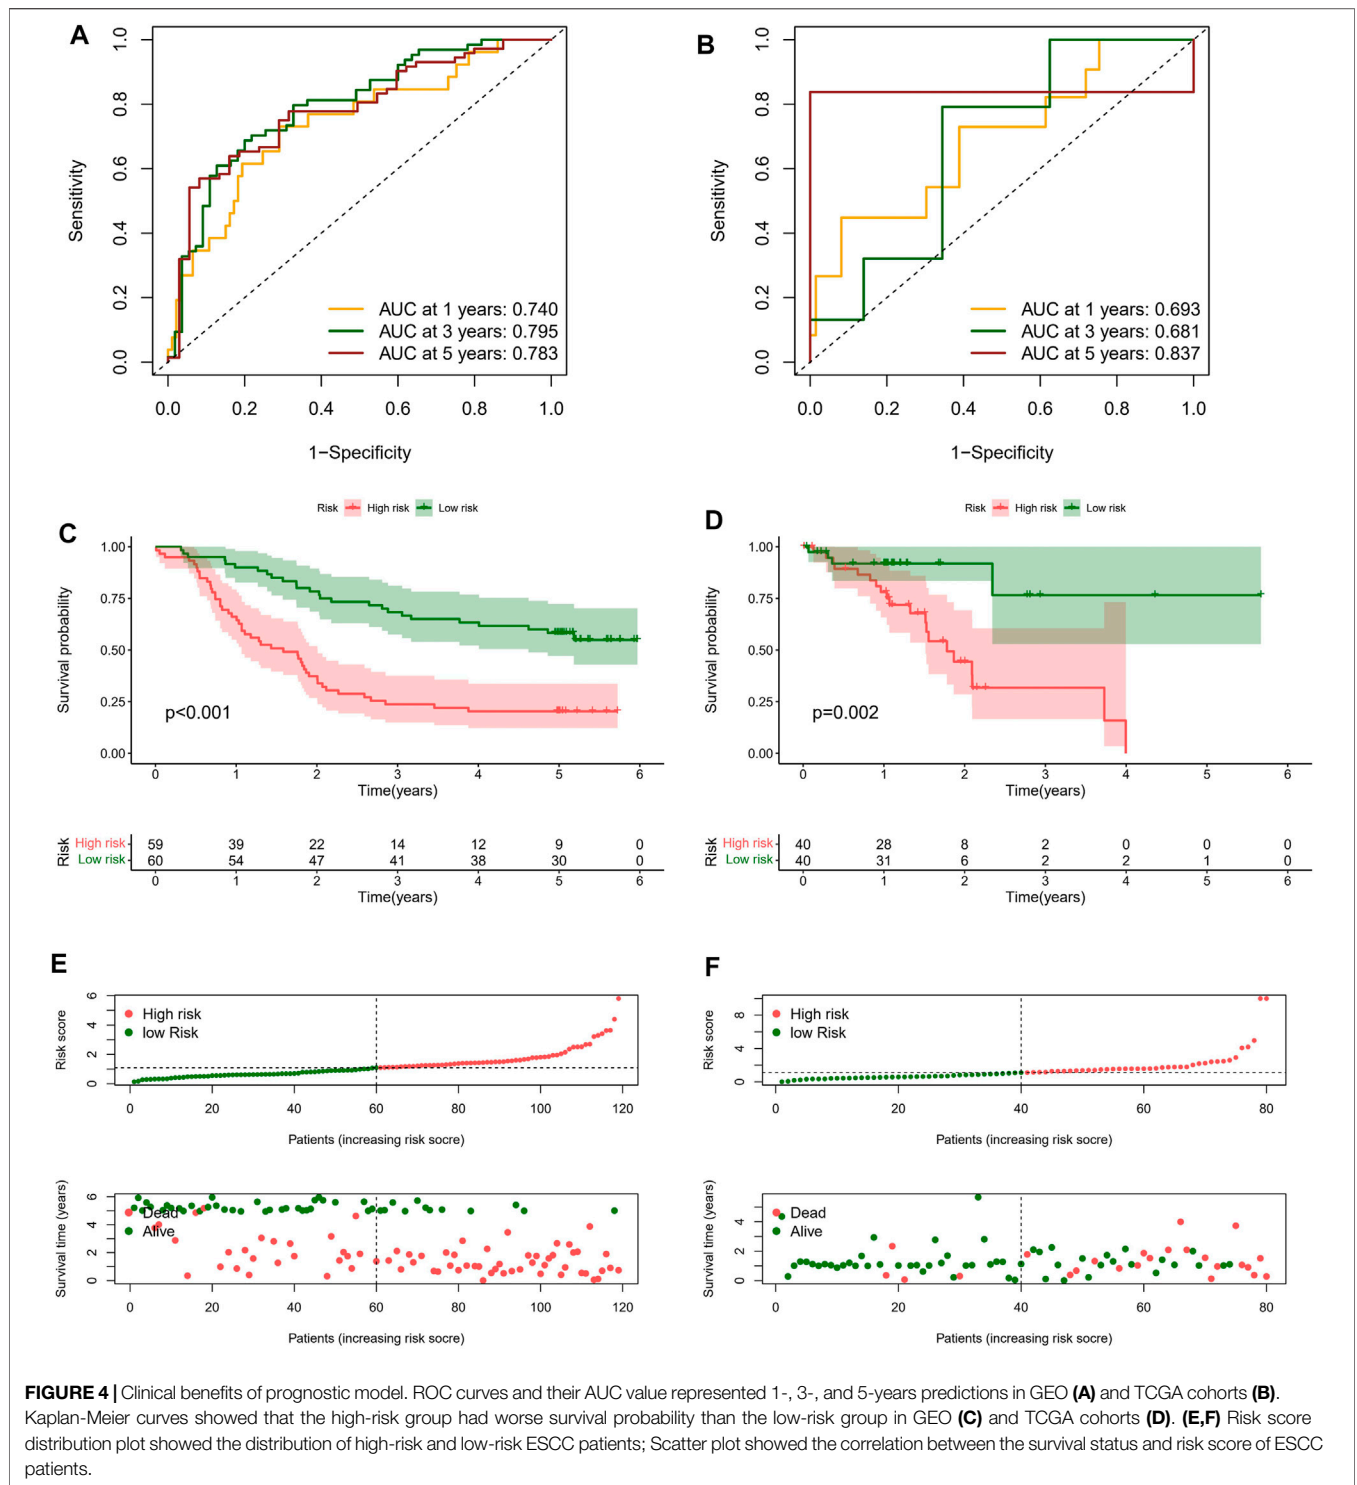 A
1.0
0.8
0.6
0.4
0.2
0.0
Sensitivity
AUC at 1 years: 0.740
AUC at 3 years: 0.795
AUC at 5 years: 0.783
0.0 0.2 0.4 0.6 0.8 1.0
1−Specificity
B
1.0
0.8
0.6
0.4
0.2
0.0
Sensitivity
AUC at 1 years: 0.693
AUC at 3 years: 0.681
AUC at 5 years: 0.837
0.0 0.2 0.4 0.6 0.8 1.0
1−Specificity
C
Risk High risk Low risk
1.00
0.75
0.50
0.25
0.00
Survival probability
p<0.001
0 1 2 3 4 5 6
Time(years)
Risk
High risk 59 39 22 14 12 9 0
Low risk 60 54 47 41 38 30 0
0 1 2 3 4 5 6
Time(years)
D
Risk High risk Low risk
1.00
0.75
0.50
0.25
0.00
Survival probability
p=0.002
0 1 2 3 4 5 6
Time(years)
Risk
High risk 40 28 8 2 0 0 0
Low risk 40 31 6 2 2 1 0
0 1 2 3 4 5 6
Time(years)
E
6
4
2
0
Risk score
High risk
low Risk
0 20 40 60 80 100 120
Patients (increasing risk socre)
6
4
2
0
Survival time (years)
Dead
Alive
0 20 40 60 80 100 120
Patients (increasing risk socre)
F
8
4
0
Risk score
High risk
low Risk
0 20 40 60 80
Patients (increasing risk socre)
4
2
0
Survival time (years)
Dead
Alive
0 20 40 60 80
Patients (increasing risk socre)
FIGURE 4 | Clinical benefits of prognostic model. ROC curves and their AUC value represented 1-, 3-, and 5-years predictions in GEO (A) and TCGA cohorts (B).
Kaplan-Meier curves showed that the high-risk group had worse survival probability than the low-risk group in GEO (C) and TCGA cohorts (D). (E,F) Risk score
distribution plot showed the distribution of high-risk and low-risk ESCC patients; Scatter plot showed the correlation between the survival status and risk score of ESCC
patients.